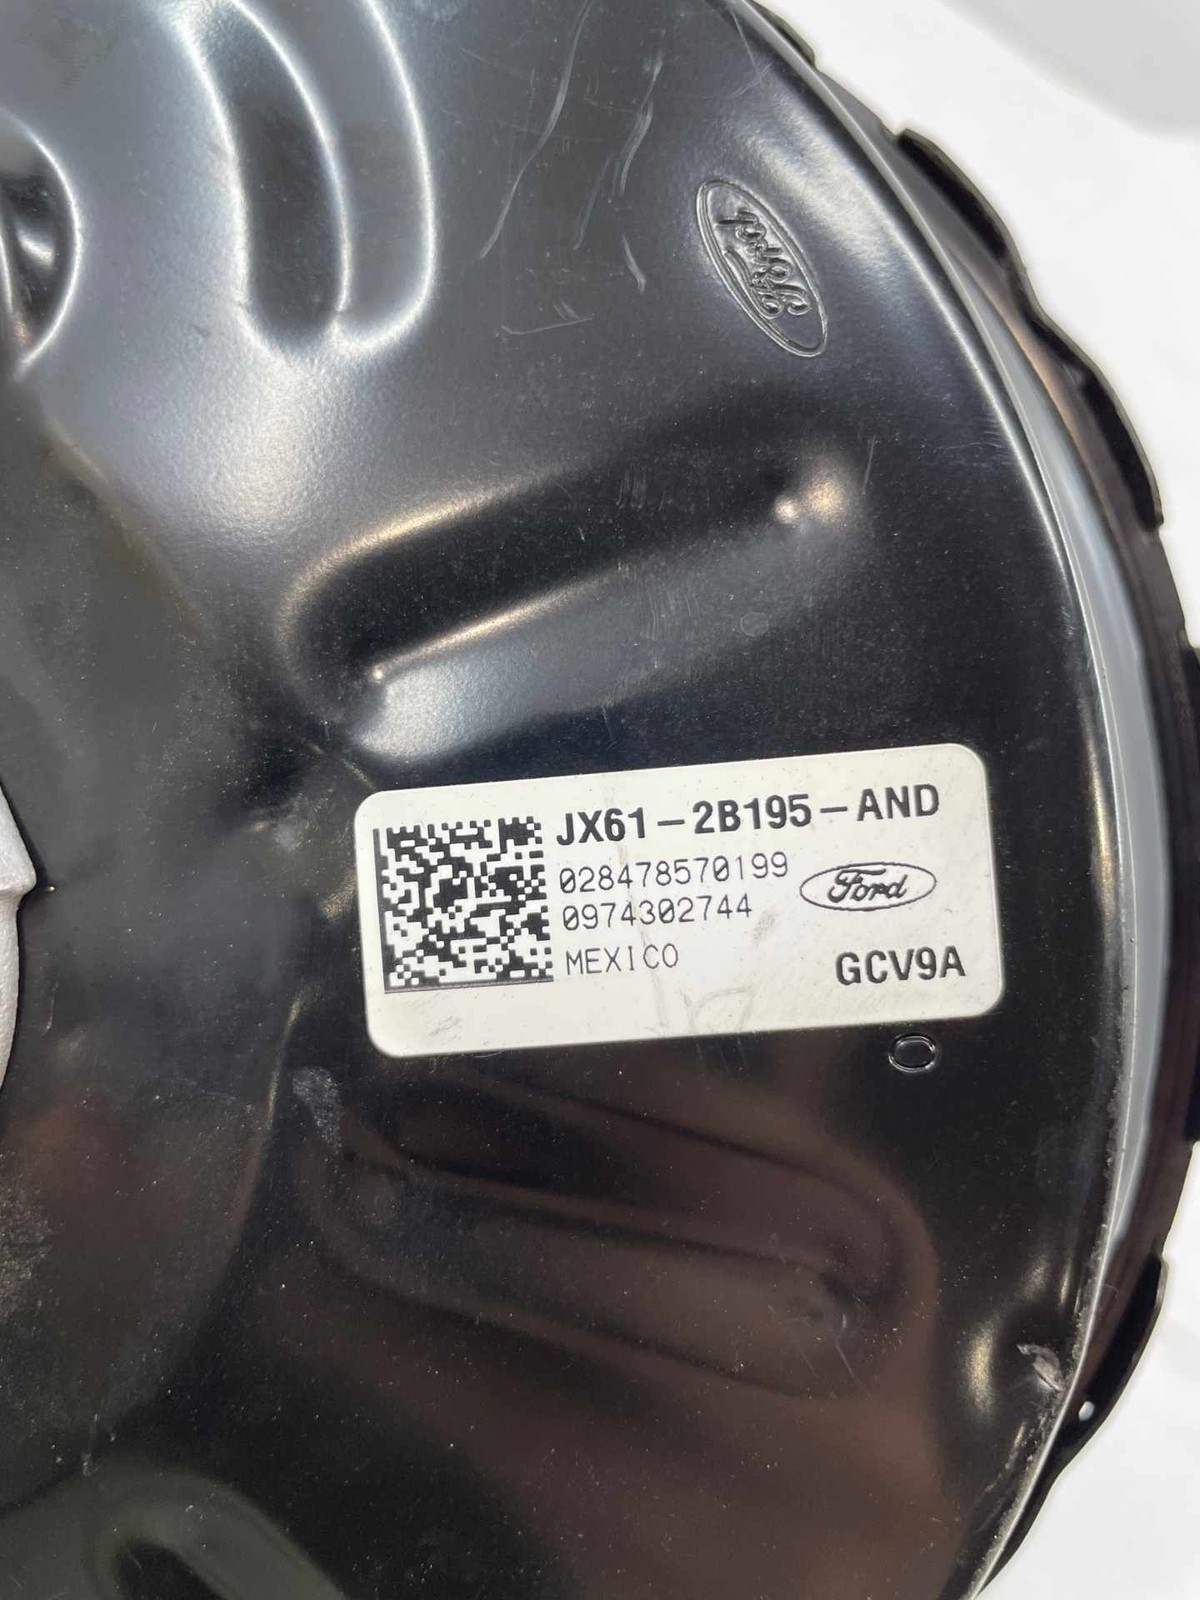 Ford
JX61-2B195-AND
028478570199
0974302744
Ford
MEXICO
GCV9A
O